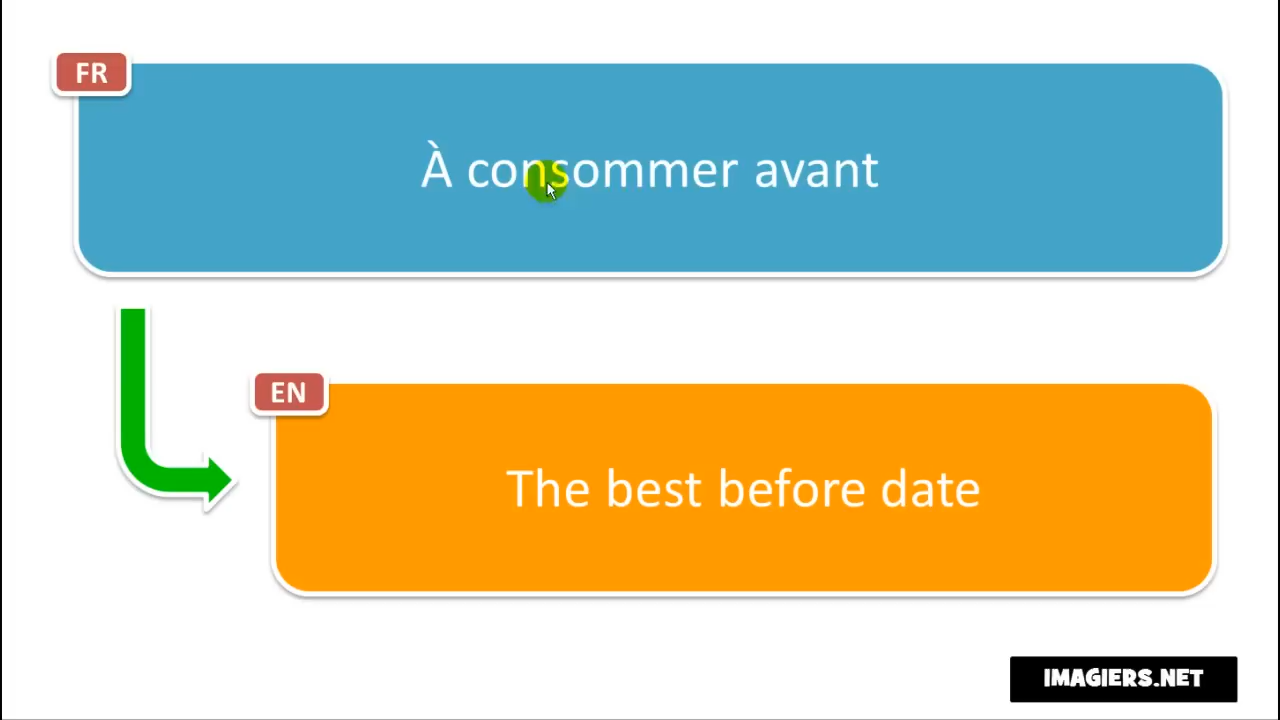 FR
À consommer avant
EN
The best before date
IMAGIERS.NET